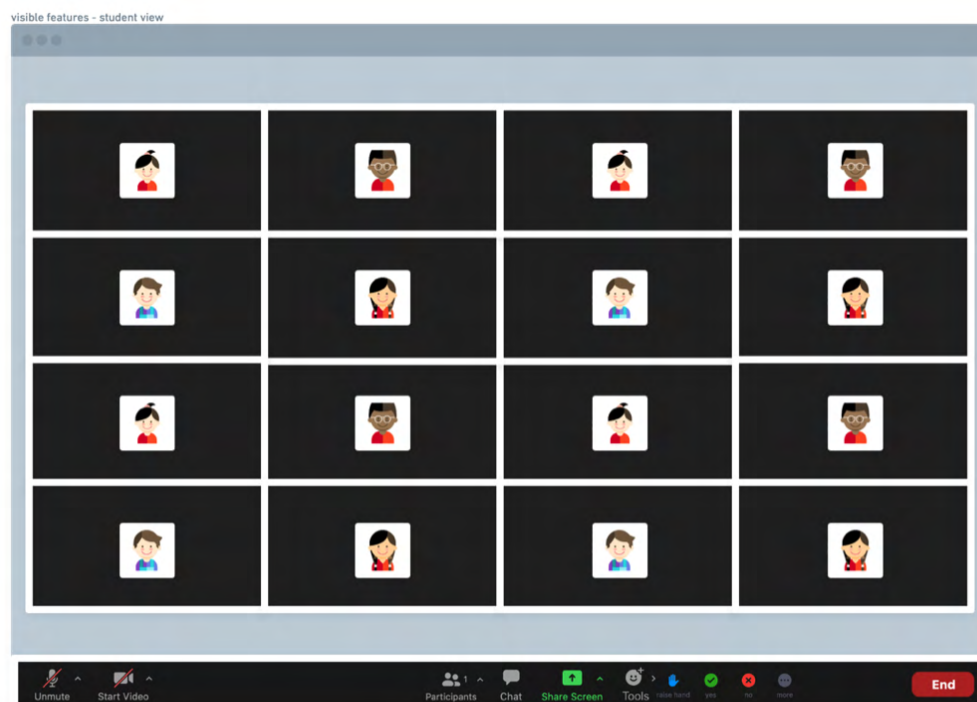 visible features - student view
Unmute
Start Video
Participants
1
Chat
Share Screen
Tools
raise hand
yes
no
more
End